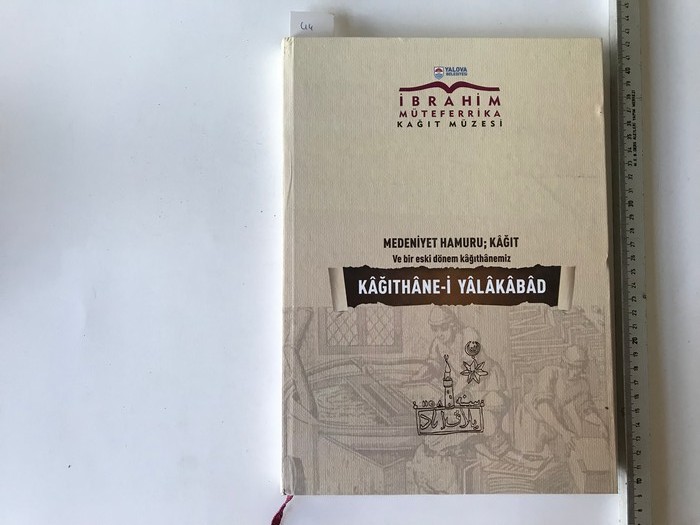 YALOVA
BELEDİYESİ
İBRAHİM
MÜTEFERRİKA
KAĞIT MÜZESİ
MEDENİYET HAMURU; KÂĞIT
Ve bir eski dönem kâğıthânemiz
KÂĞITHÂNE-İ YÂLÂKÂBÂD